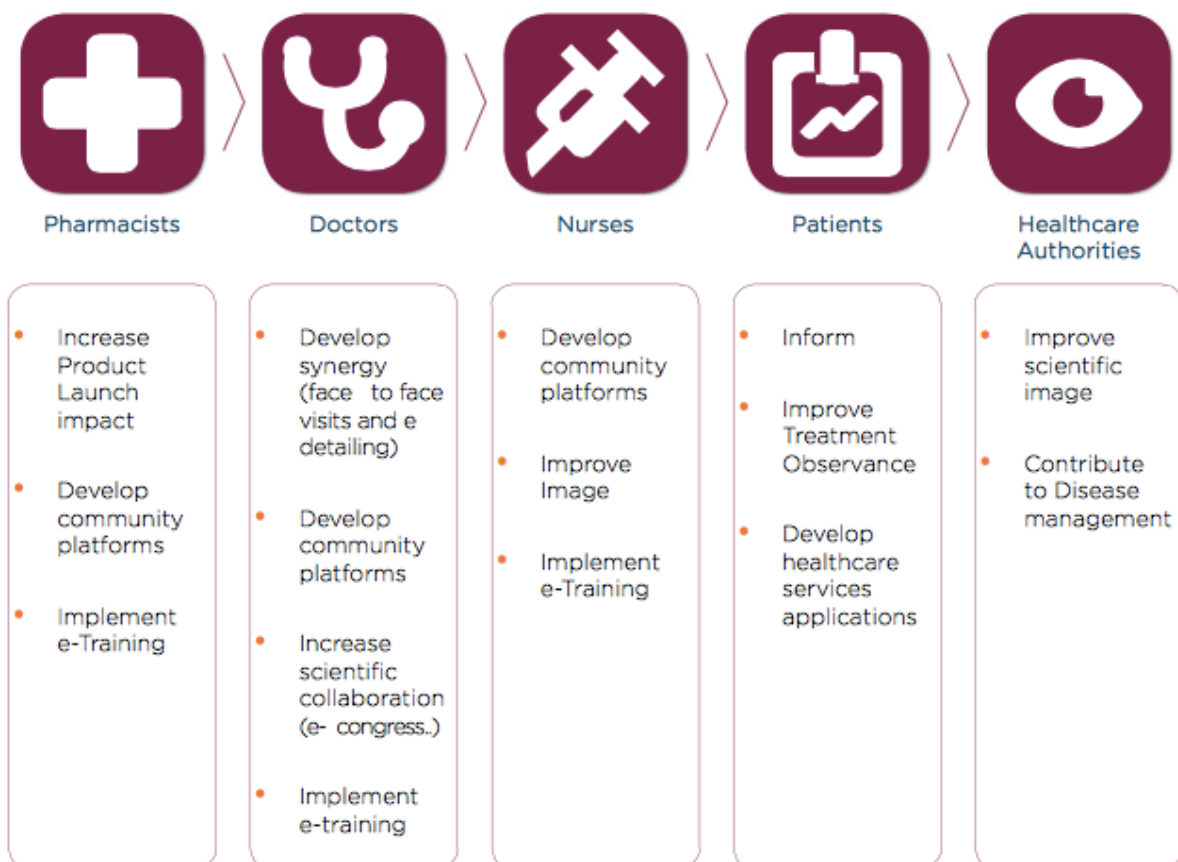 Pharmacists
Doctors
Nurses
Patients
Healthcare
Authorities
• Increase
Product
Launch
impact
• Develop
community
platforms
• Implement
e-Training
• Develop
synergy
(face to face
visits and e
detailing)
• Develop
community
platforms
• Increase
scientific
collaboration
(e- congress..)
• Implement
e-training
• Develop
community
platforms
• Improve
Image
• Implement
e-Training
• Inform
• Improve
Treatment
Observance
• Develop
healthcare
services
applications
• Improve
scientific
image
• Contribute
to Disease
management